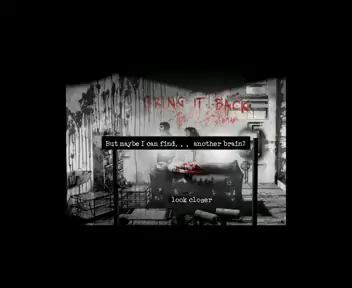 BRING IT BACK
But maybe I can find. . . another brain?
look closer